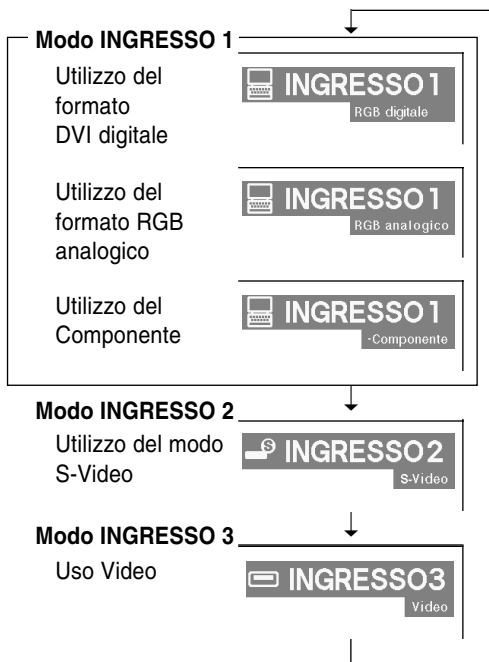 Modo INGRESSO 1
Utilizzo del
formato
DVI digitale
INGRESSO1
RGB digitale
Utilizzo del
formato RGB
analogico
INGRESSO1
RGB analogico
Utilizzo del
Componente
INGRESSO1
-Componente
Modo INGRESSO 2
Utilizzo del modo
S-Video
S INGRESSO2
S-Video
Modo INGRESSO 3
Uso Video
INGRESSO3
Video